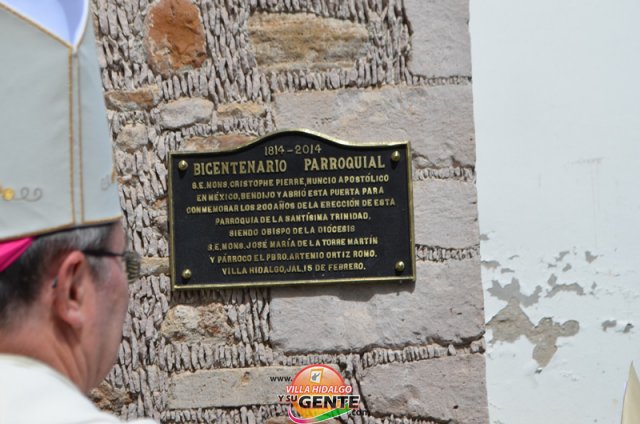 1814-2014
BICENTENARIO PARROQUIAL
S.E.MONS.CRISTOPHE PIERRE,NUNCIO APOSTÓLICO
EN MÉXICO, BENDIJO Y ABRIÓ ESTA PUERTA PARA
CONMEMORAR LOS 200 AÑOS DE LA ERECCIÓN DE ESTA
PARROQUIA DE LA SANTÍSIMA TRINIDAD,
SIENDO OBISPO DE LA DIÓCESIS
S.E.MONS. JOSÉ MARÍA DE LA TORRE MARTÍN
Y PÁRROCO EL PBRO. ARTEMIO ORTIZ ROMO.
VILLA HIDALGO,JAL.15 DE FEBRERO.
www.
VILLA HIDALGO
Y SU GENTE
.com